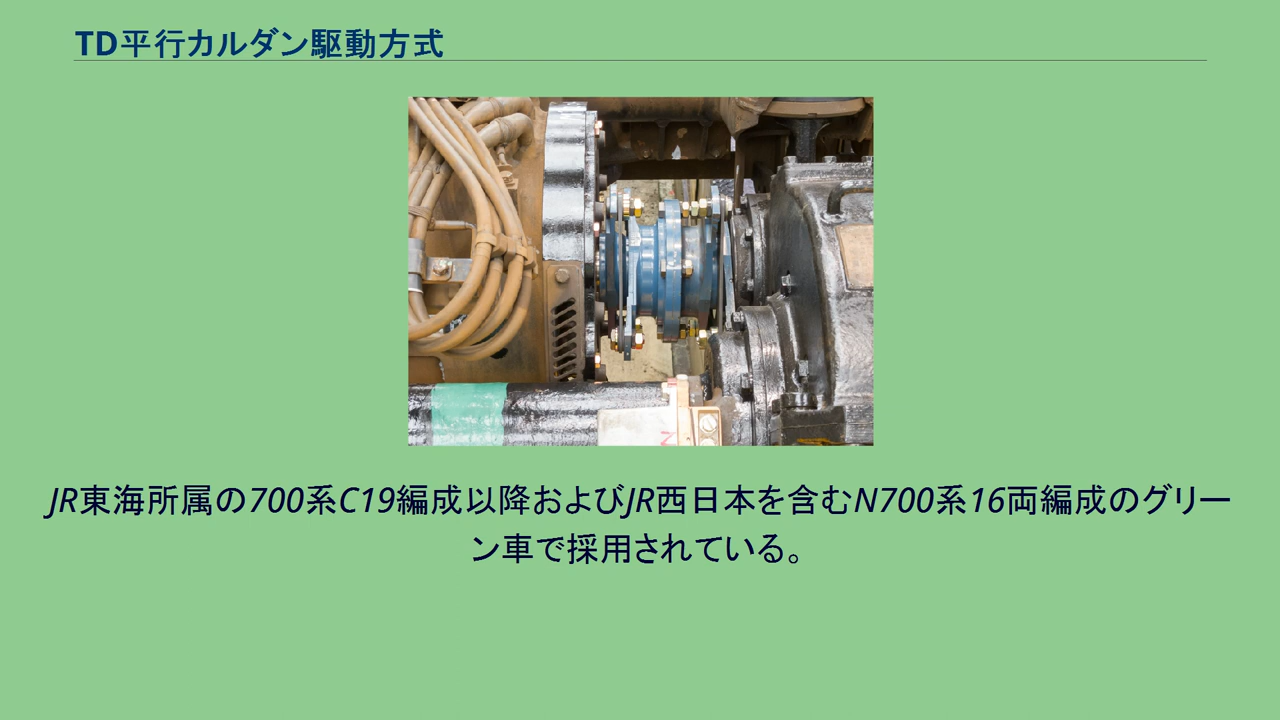 TD平行カルダン駆動方式
JR東海所属の700系C19編成以降およびJR西日本を含むN700系16両編成のグリー
ン車で採用されている。